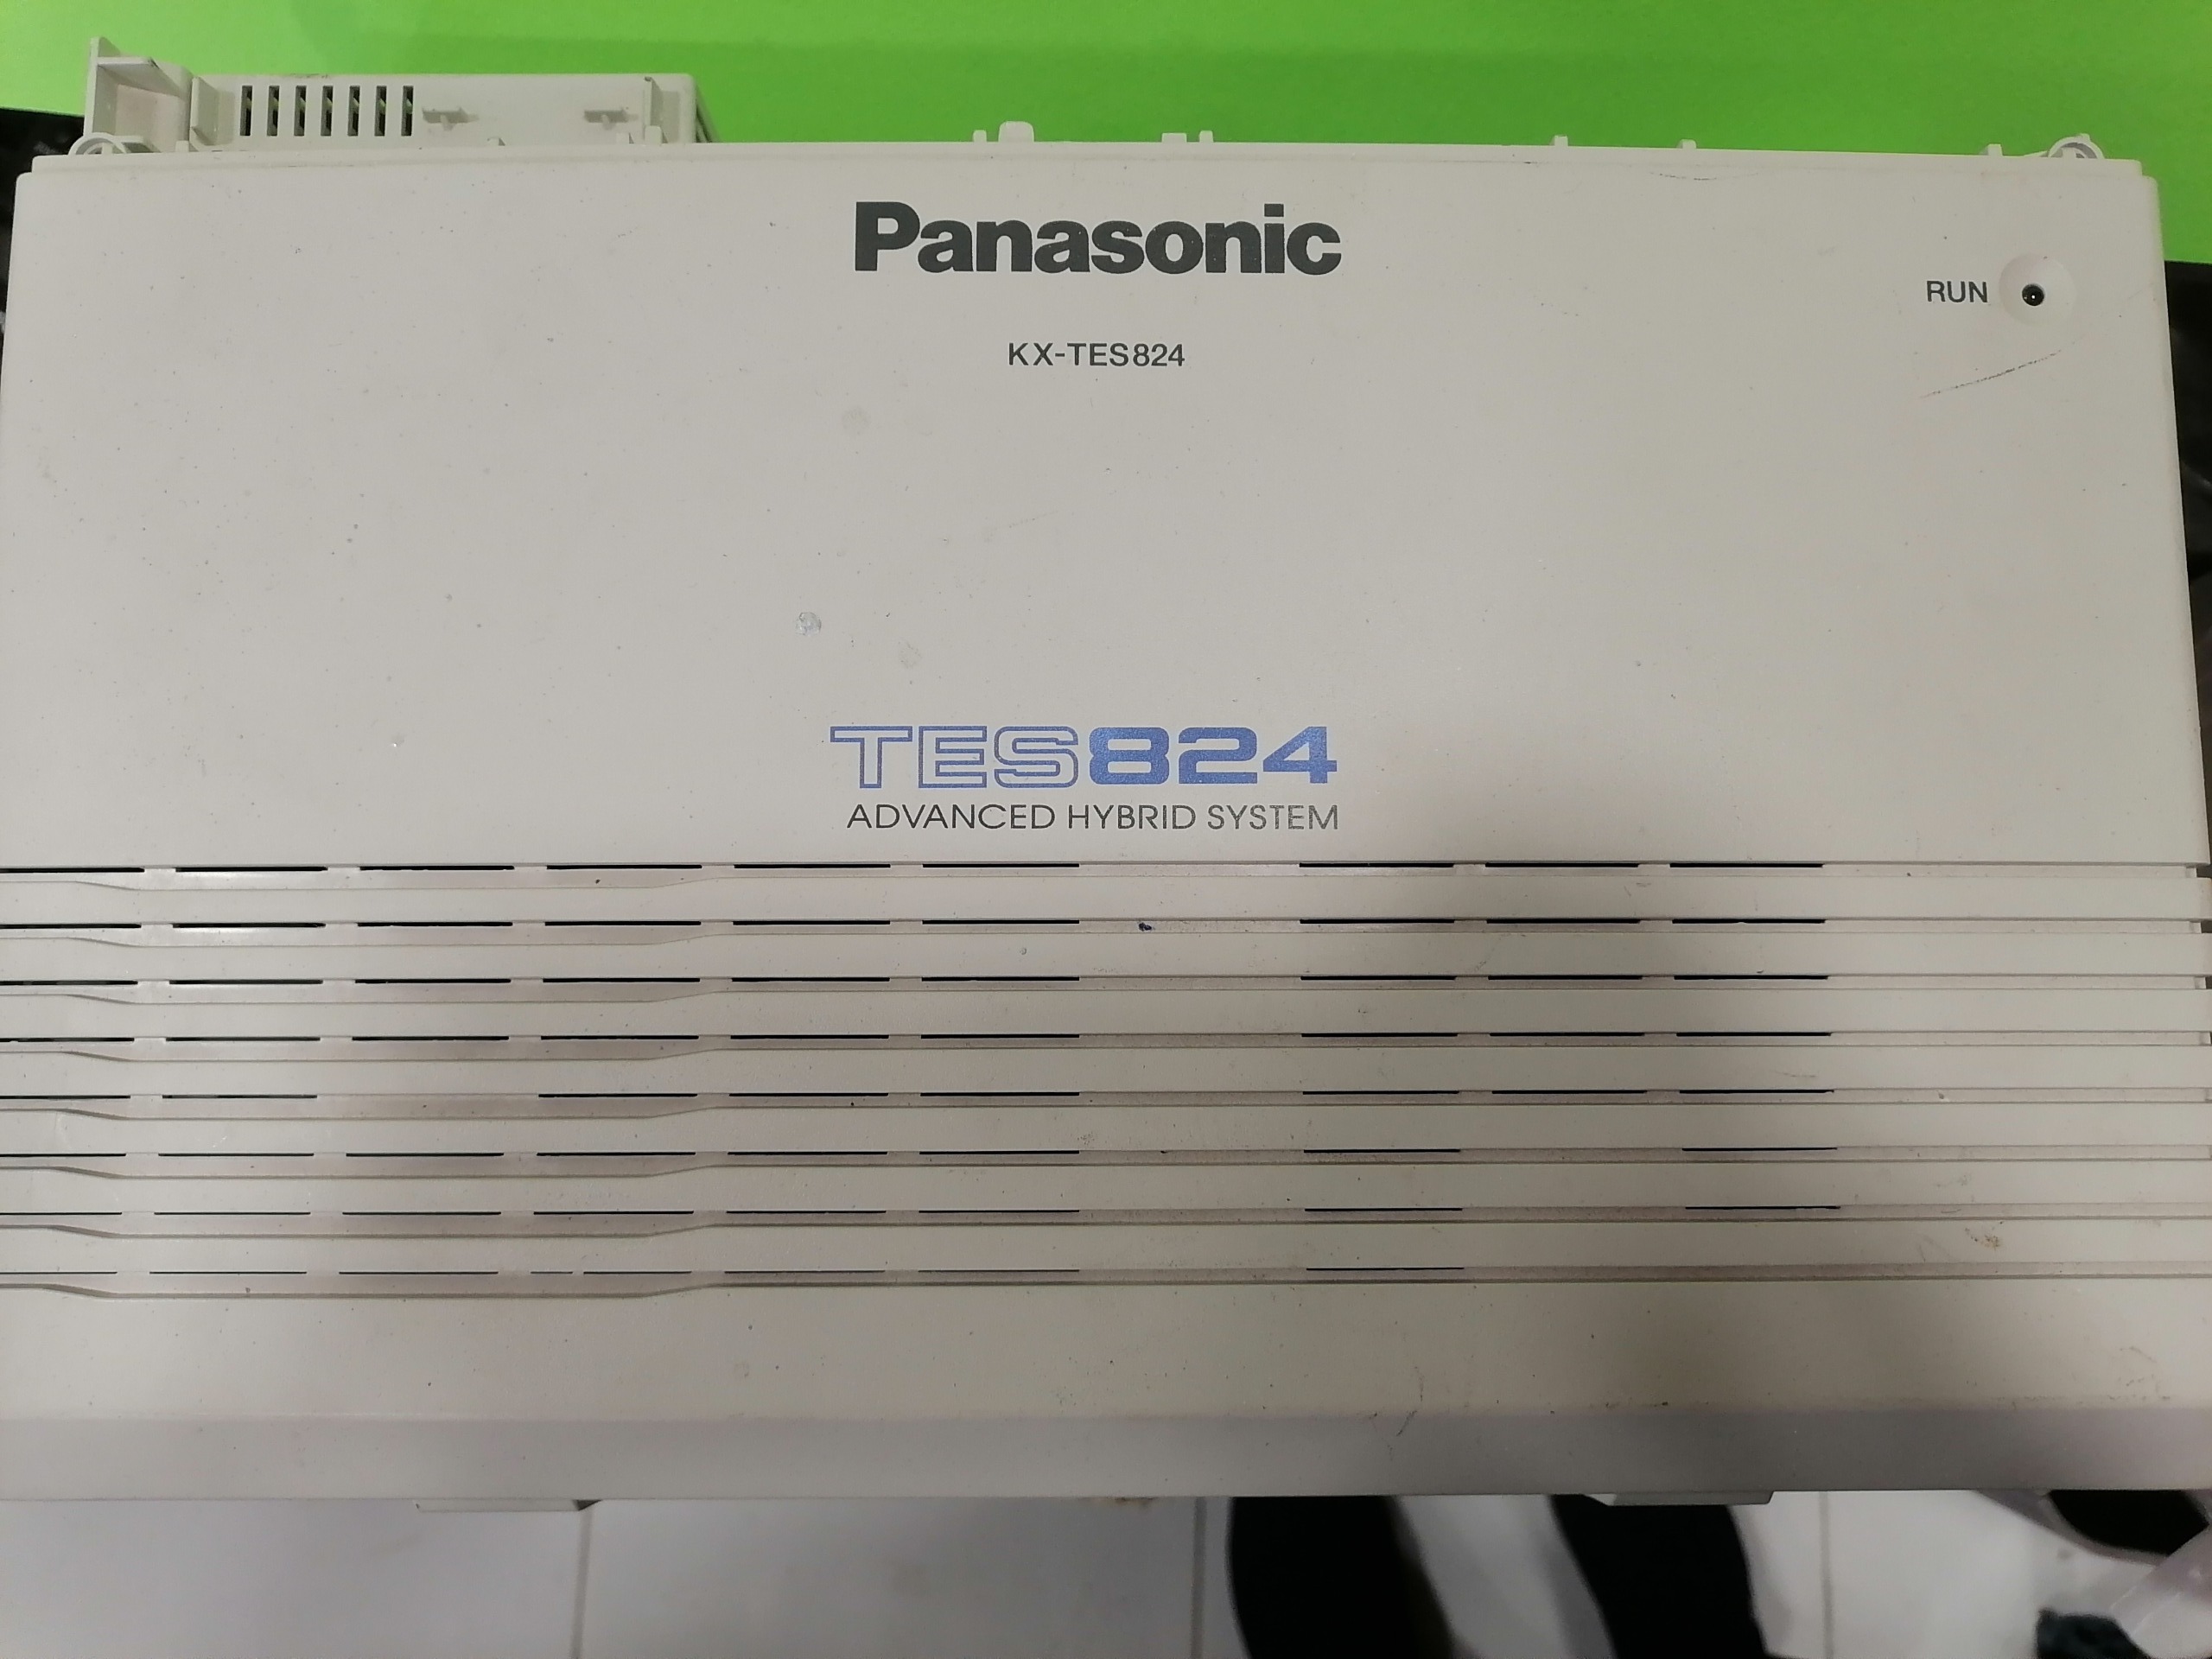 Panasonic
RUN
KX-TES824
TES824
ADVANCED HYBRID SYSTEM